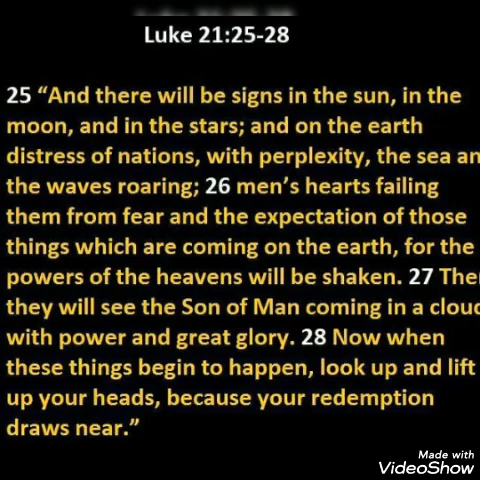 Luke 21:25-28
25 “And there will be signs in the sun, in the
moon, and in the stars; and on the earth
distress of nations, with perplexity, the sea an
the waves roaring; 26 men’s hearts failing
them from fear and the expectation of those
things which are coming on the earth, for the
powers of the heavens will be shaken. 27 The
they will see the Son of Man coming in a cloud
with power and great glory. 28 Now when
these things begin to happen, look up and lift
up your heads, because your redemption
draws near.”
Made with
VideoShow